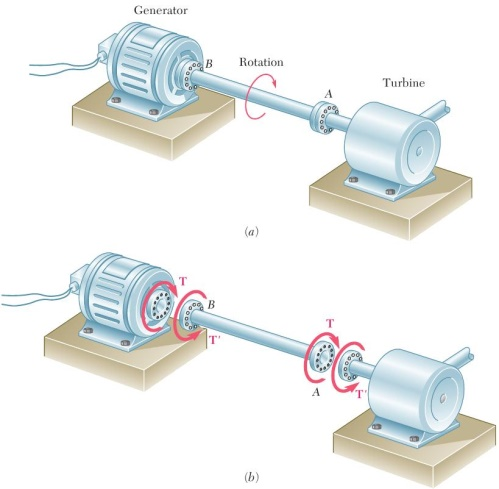 Generator
B
Rotation
A
Turbine
(a)
T
B
T'
T
A
T'
(b)